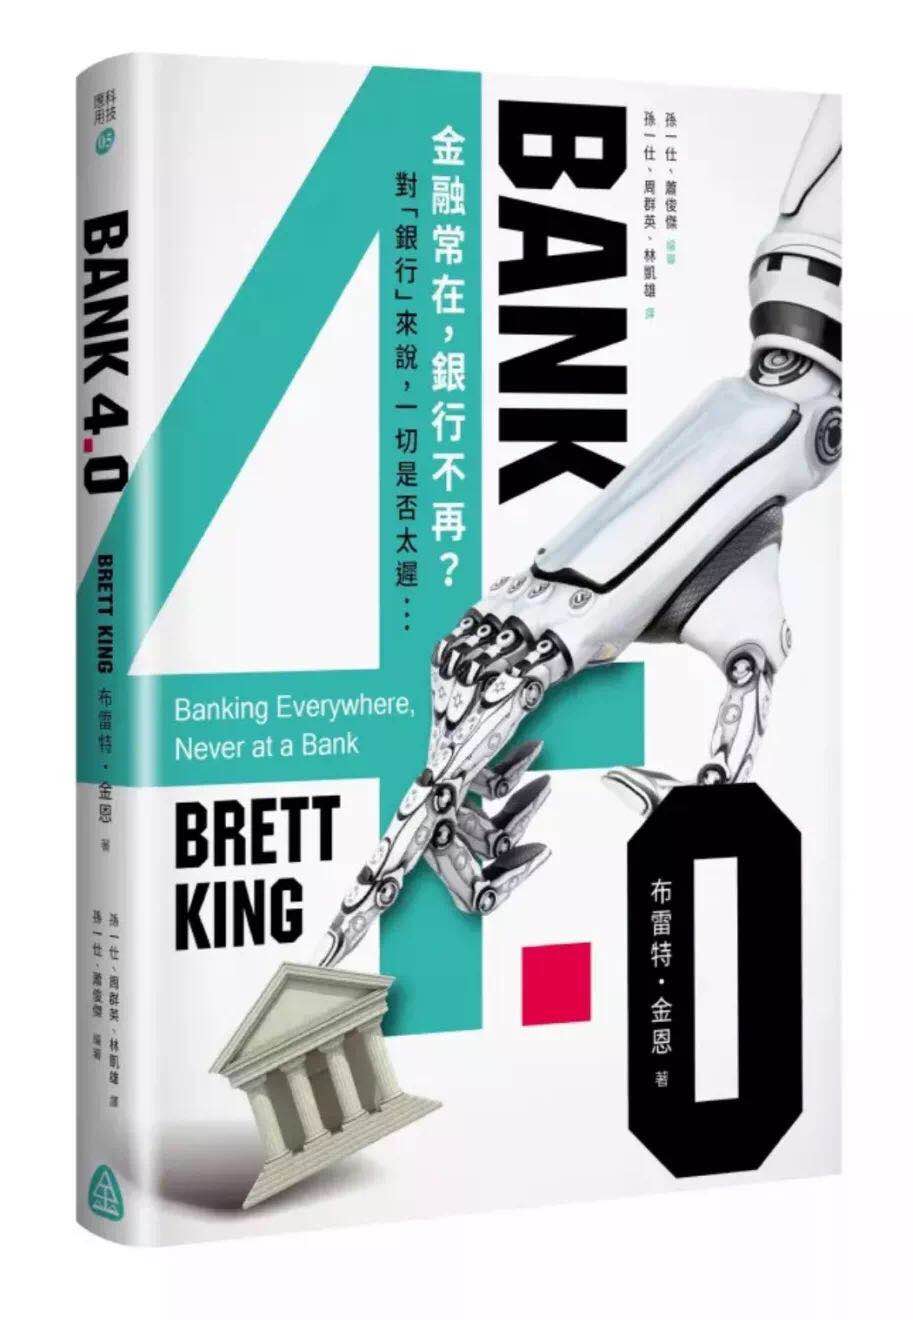 科技
應用
05
BANK 4.0
BRETT KING
布雷特・金恩 著
孫一仕、周群英、林凱雄 譯
孫一仕、蕭俊傑 編審
BANK
4.0
孫一仕、蕭俊傑 編審
孫一仕、周群英、林凱雄 譯
金融常在，銀行不再？
對「銀行」來說，一切是否太遲…
Banking Everywhere,
Never at a Bank
BRETT
KING
布雷特・金恩 著